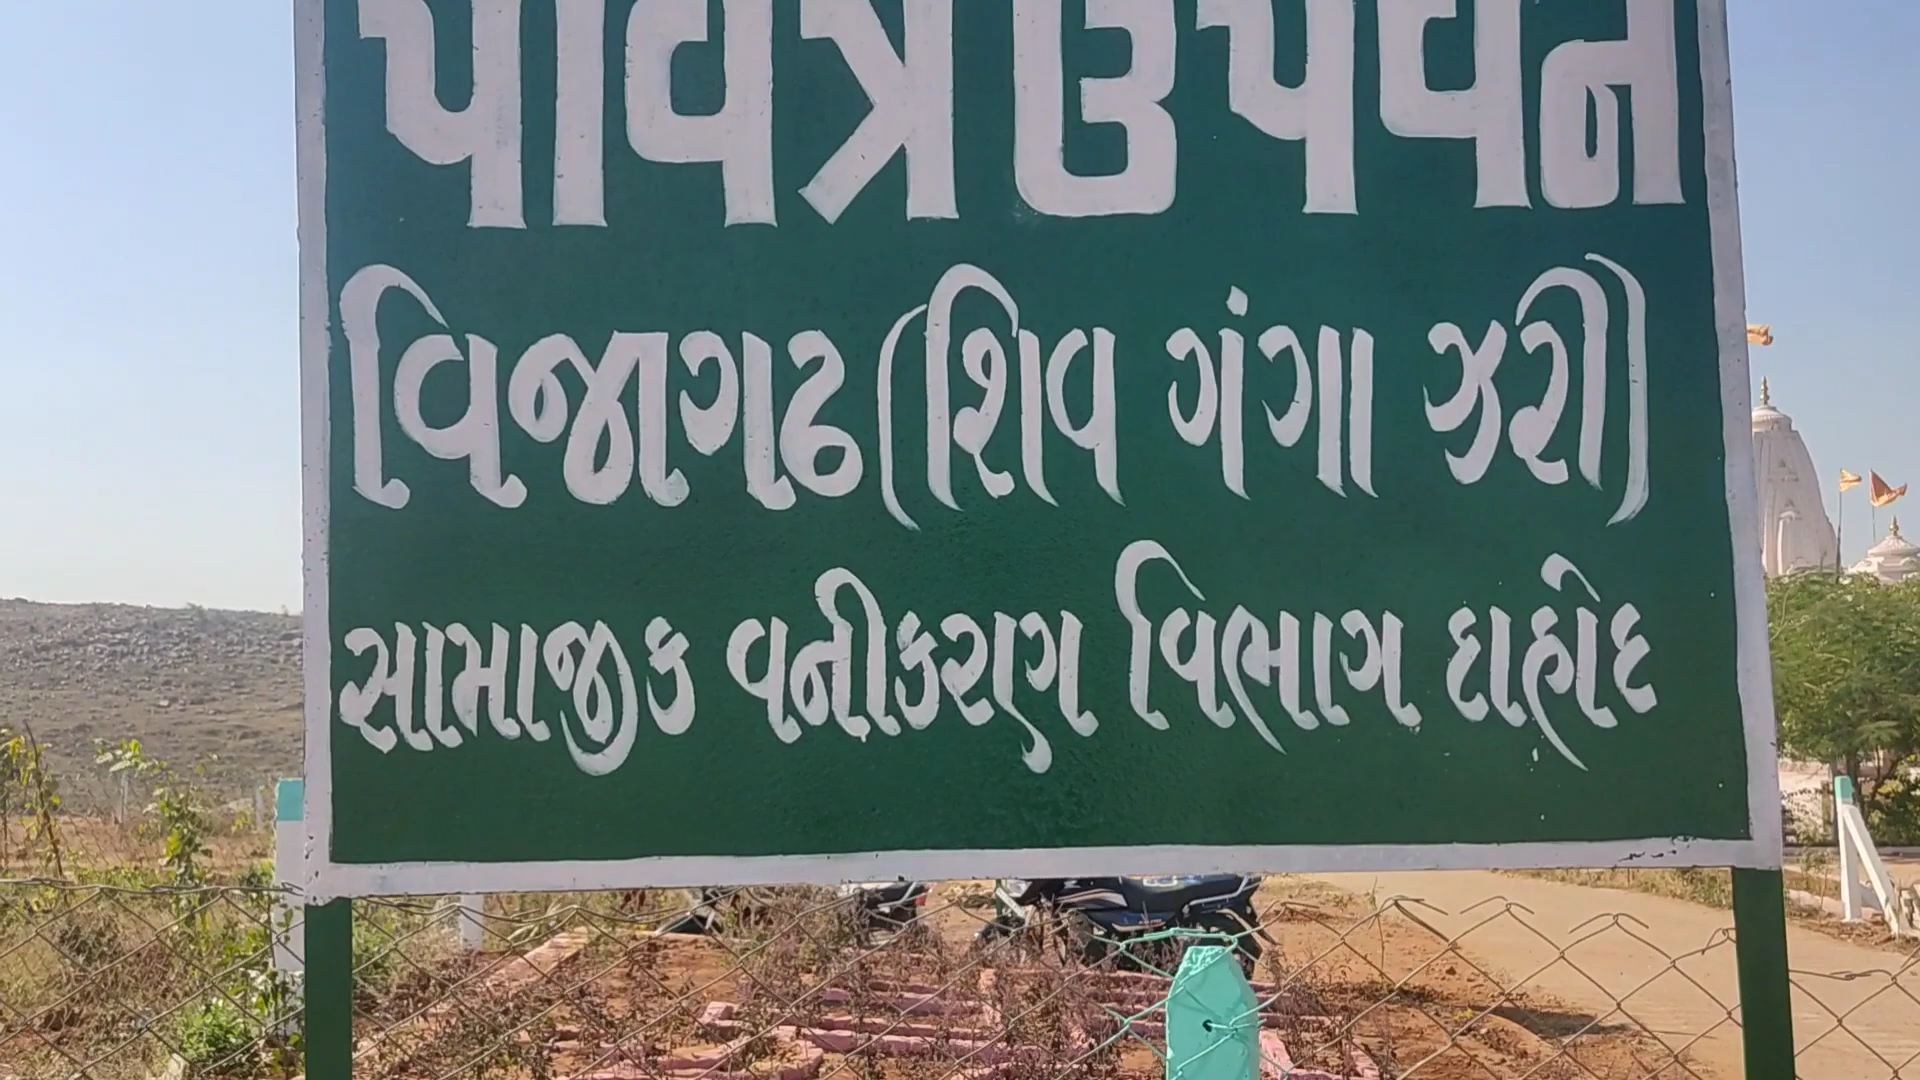 પવિત્ર ઉપવન
વિજાગઢ (શિવ ગંગા ઝરી)
સામાજીક વનીકરણ વિભાગ દાહોદ